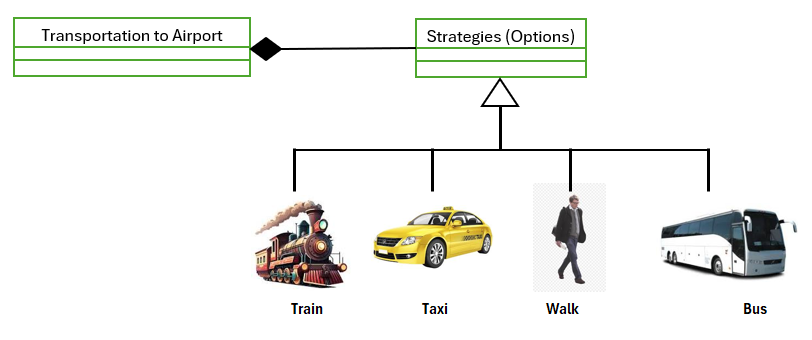 Transportation to Airport
Strategies (Options)
Train
Taxi
Walk
Bus